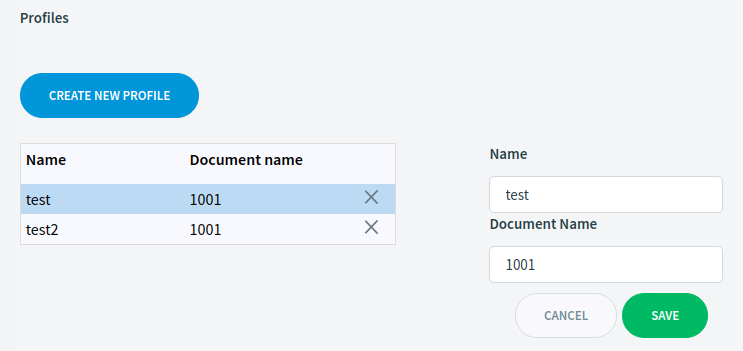 Profiles
CREATE NEW PROFILE
Name Document name
test 1001
test2 1001
Name
test
Document Name
1001
CANCEL SAVE